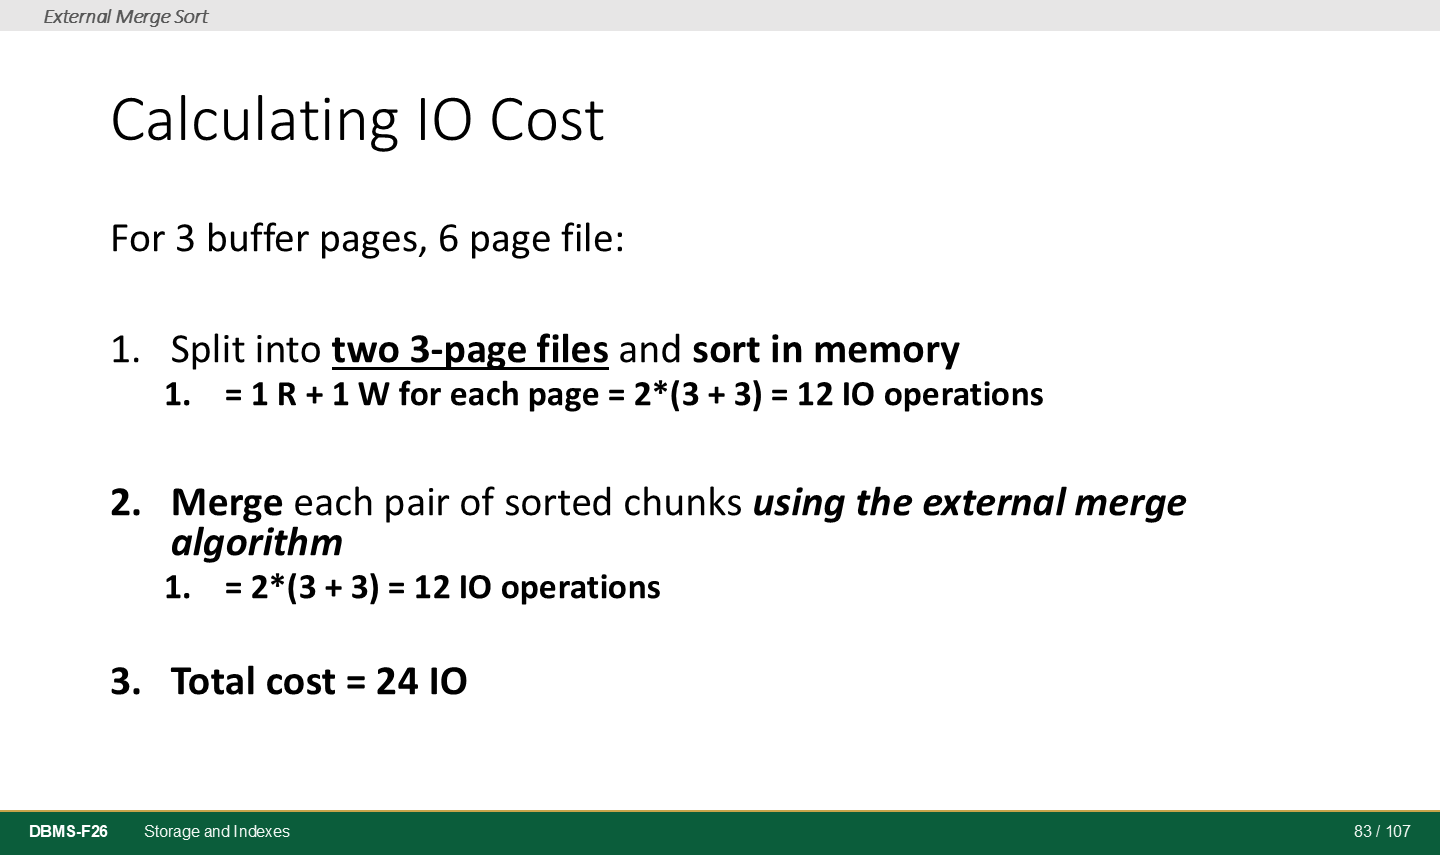 External Merge Sort
Calculating IO Cost
For 3 buffer pages, 6 page file:
1. Split into two 3-page files and sort in memory
1. = 1 R + 1 W for each page = 2*(3 + 3) = 12 IO operations
2. Merge each pair of sorted chunks using the external merge
algorithm
1. = 2*(3 + 3) = 12 IO operations
3. Total cost = 24 IO
DBMS-F26 Storage and Indexes 83 / 107